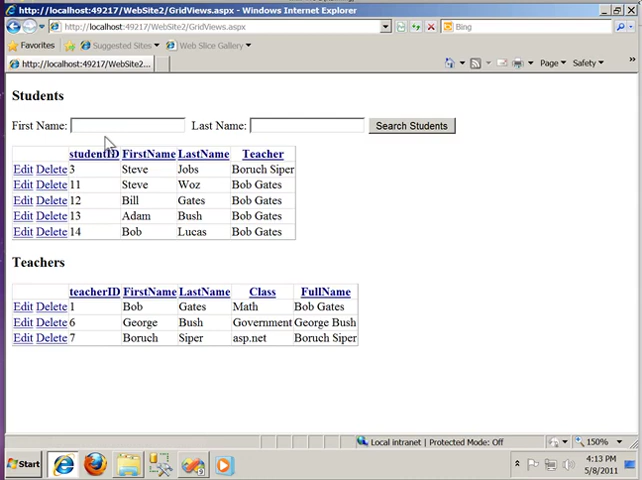 http://localhost:49217/WebSite2/GridViews.aspx - Windows Internet Explorer
http://localhost:49217/WebSite2/GridViews.aspx
Bing
Favorites Suggested Sites Web Slice Gallery
http://localhost:49217/WebSite2... Page Safety
Students
First Name: Last Name: Search Students
studentID FirstName LastName Teacher
Edit Delete 3 Steve Jobs Boruch Siper
Edit Delete 11 Steve Woz Bob Gates
Edit Delete 12 Bill Gates Bob Gates
Edit Delete 13 Adam Bush Bob Gates
Edit Delete 14 Bob Lucas Bob Gates
Teachers
teacherID FirstName LastName Class FullName
Edit Delete 1 Bob Gates Math Bob Gates
Edit Delete 6 George Bush Government George Bush
Edit Delete 7 Boruch Siper asp.net Boruch Siper
Local intranet | Protected Mode: Off 150%
Start 4:13 PM
5/8/2011